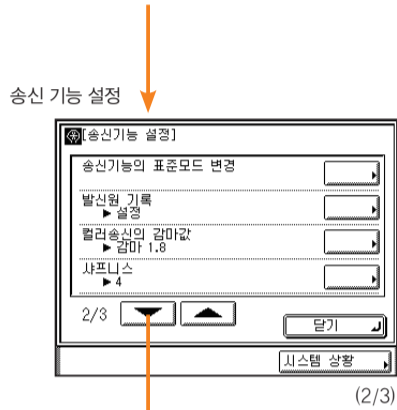 송신 기능 설정
[송신기능 설정]
송신기능의 표준모드 변경
발신원 기록
▶ 설정
컬러송신의 감마값
▶ 감마 1.8
샤프니스
▶ 4
2/3
닫기
시스템 상황
(2/3)